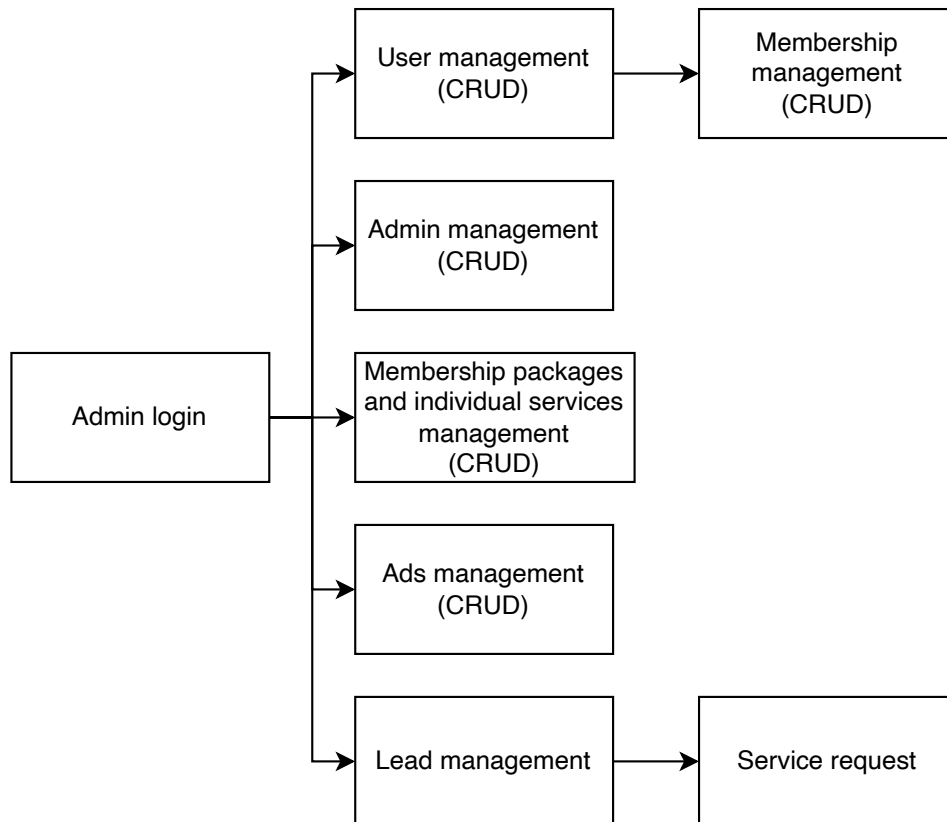 User management
(CRUD)
Membership
management
(CRUD)
Admin management
(CRUD)
Admin login
Membership packages
and individual services
management
(CRUD)
Ads management
(CRUD)
Lead management
Service request